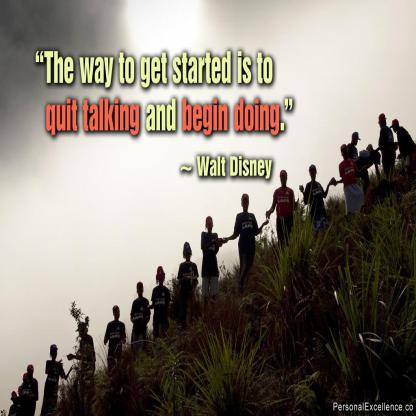 “The way to get started is to
quit talking and begin doing.”
~ Walt Disney
PersonalExcellence.co